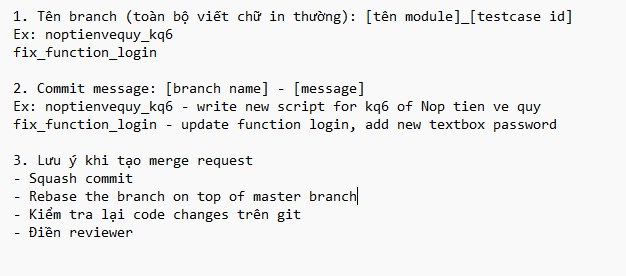 1. Tên branch (toàn bộ viết chữ in thường): [tên module]_[testcase id]
Ex: noptienvequy_kq6
fix_function_login
2. Commit message: [branch name] - [message]
Ex: noptienvequy_kq6 - write new script for kq6 of Nop tien ve quy
fix_function_login - update function login, add new textbox password
3. Lưu ý khi tạo merge request
- Squash commit
- Rebase the branch on top of master branch
- Kiểm tra lại code changes trên git
- Điền reviewer